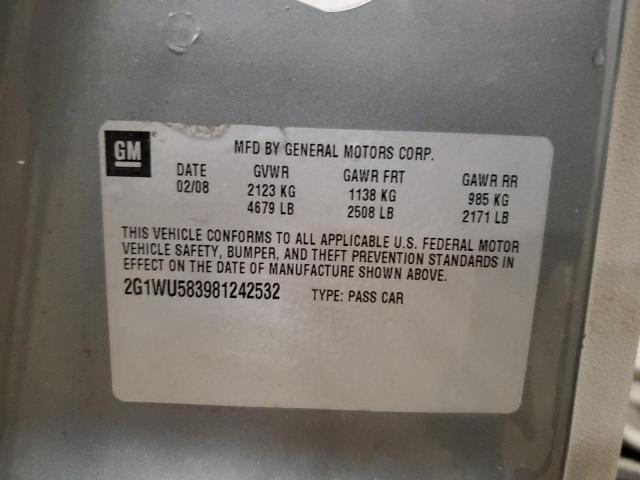 GM
MFD BY GENERAL MOTORS CORP.
DATE GVWR GAWR FRT GAWR RR
02/08 2123 KG 1138 KG 985 KG
4679 LB 2508 LB 2171 LB
THIS VEHICLE CONFORMS TO ALL APPLICABLE U.S. FEDERAL MOTOR
VEHICLE SAFETY, BUMPER, AND THEFT PREVENTION STANDARDS IN
EFFECT ON THE DATE OF MANUFACTURE SHOWN ABOVE.
2G1WU583981242532 TYPE: PASS CAR